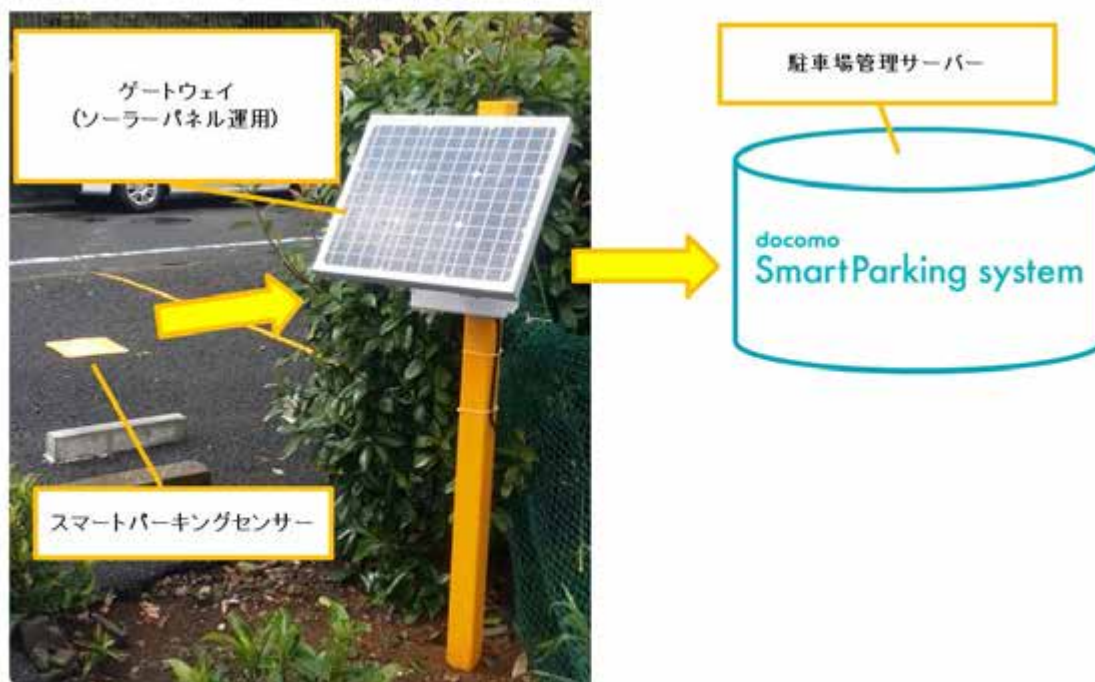 ゲートウェイ
(ソーラーパネル運用)
駐車場管理サーバー
docomo
SmartParking system
スマートパーキングセンサー